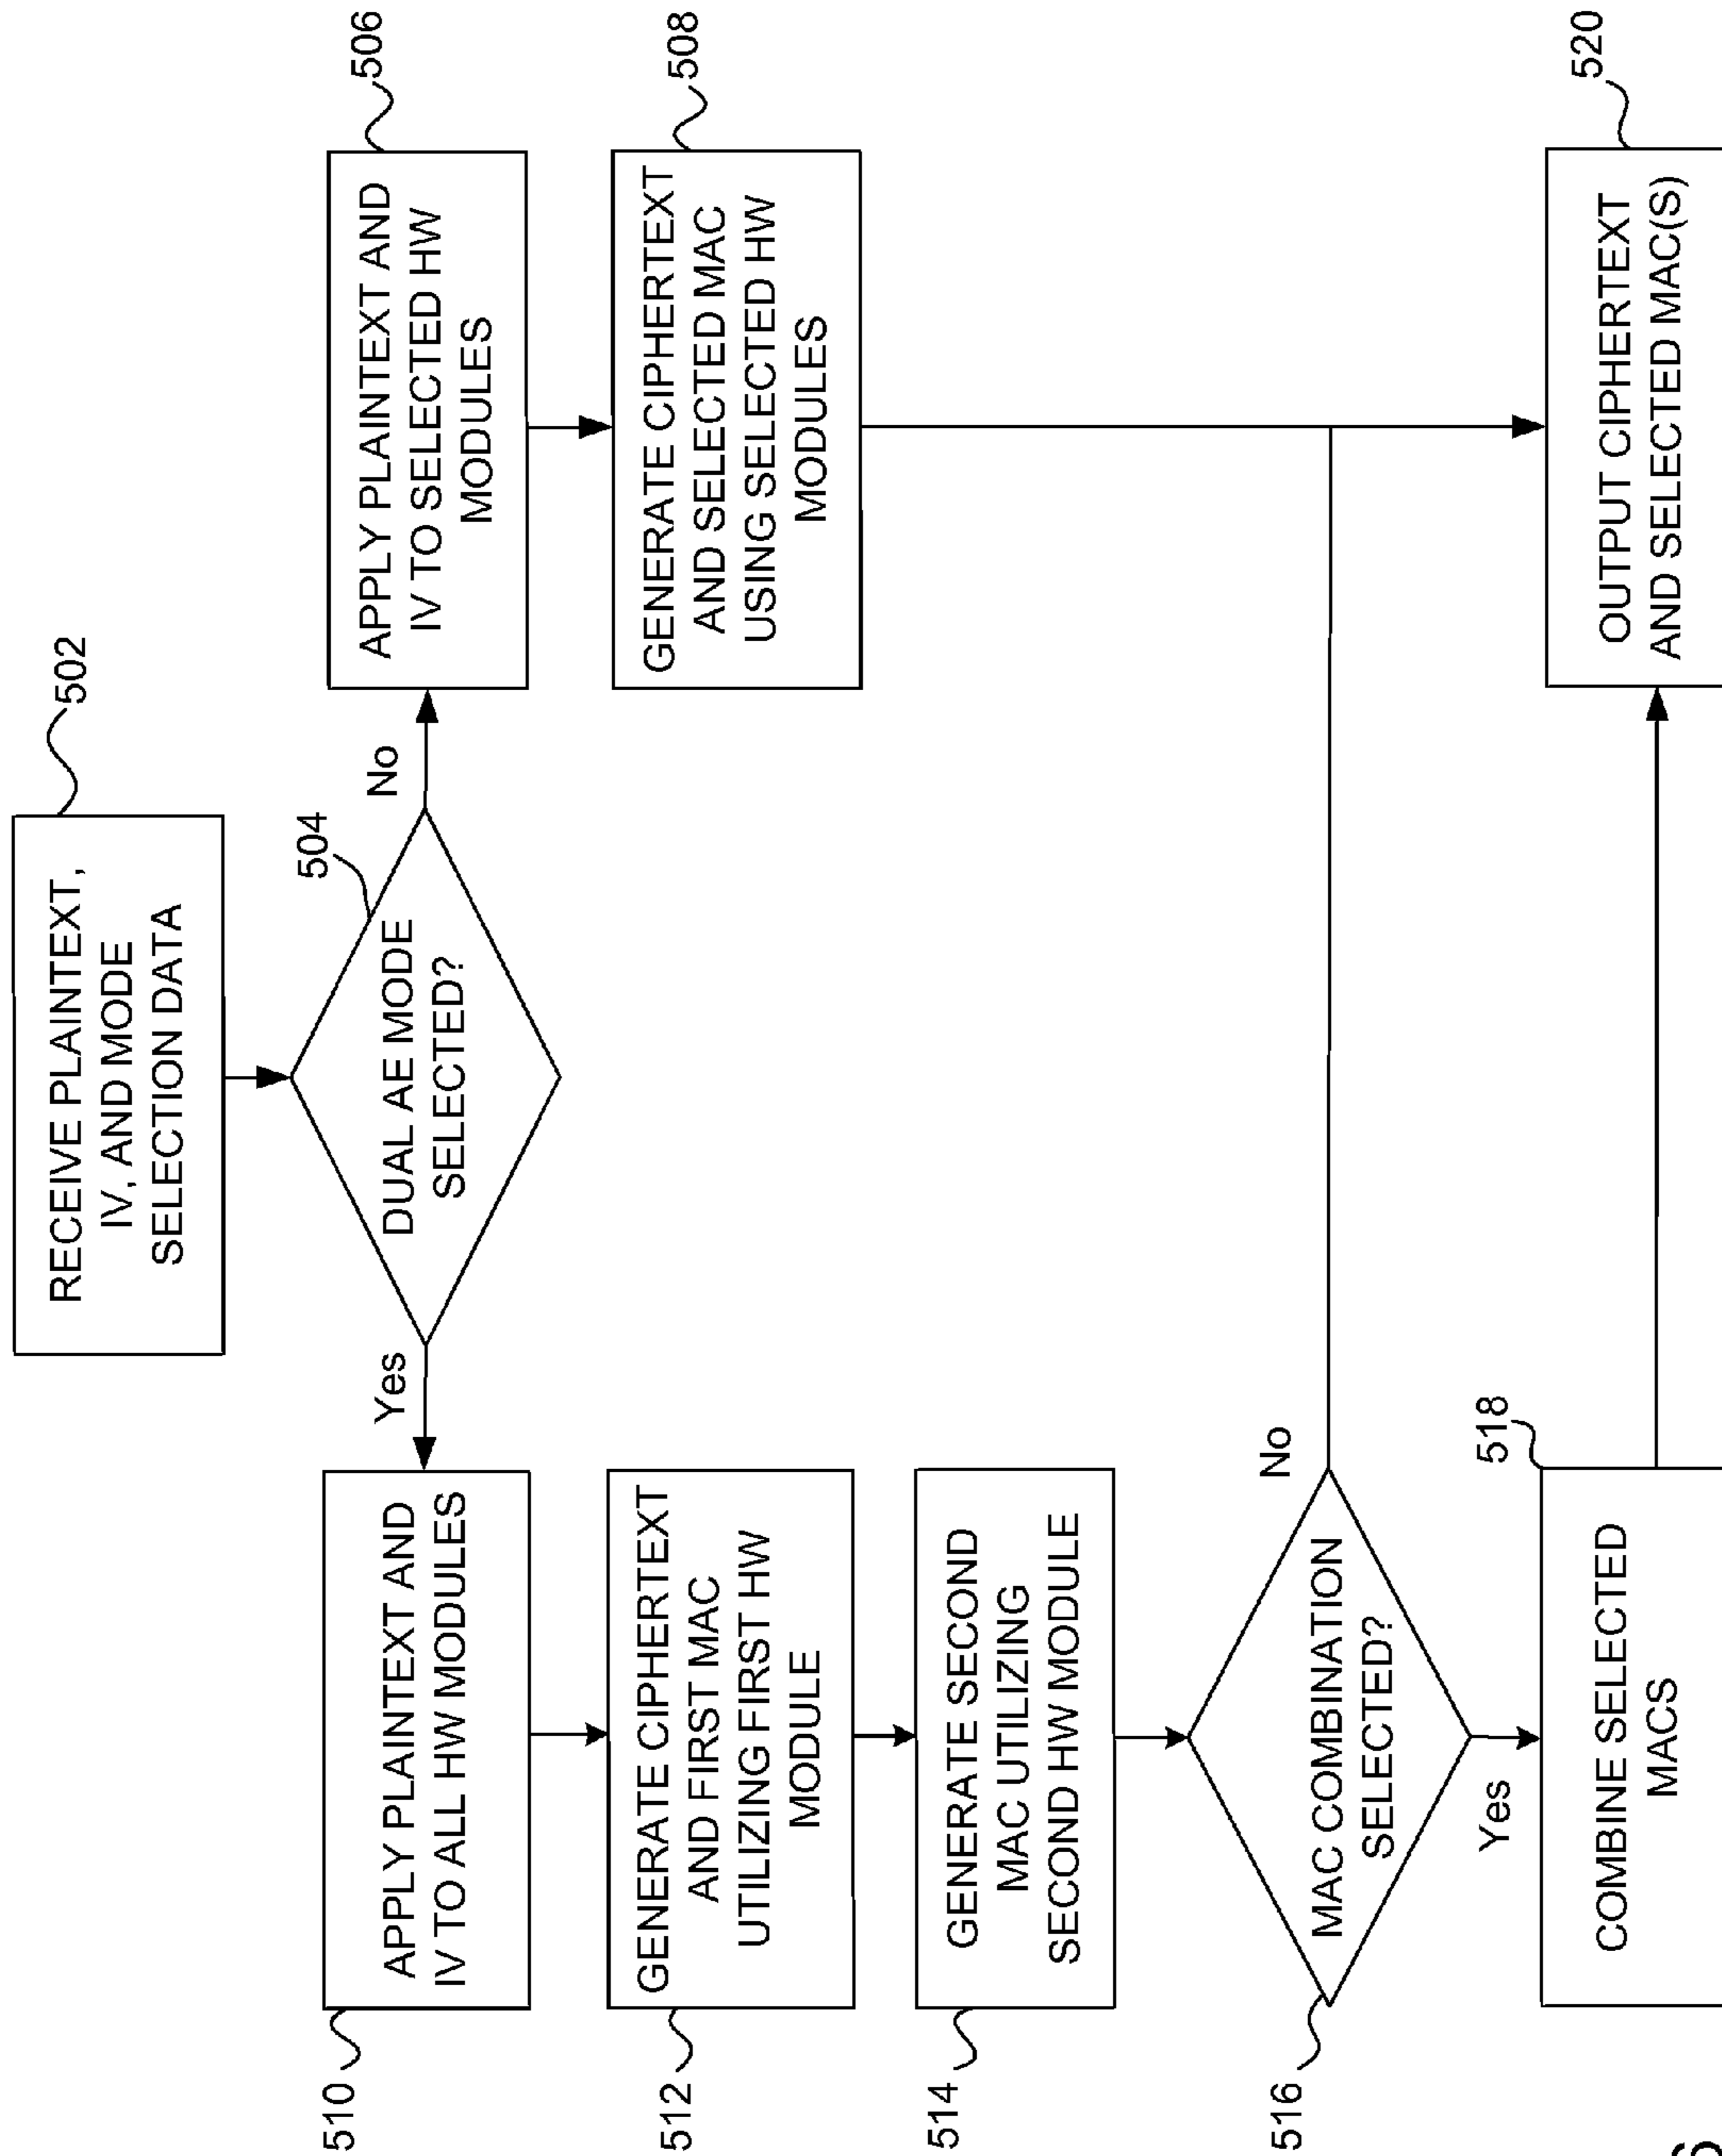 502
RECEIVE PLAINTEXT,
IV, AND MODE
SELECTION DATA
504
DUAL AE MODE
SELECTED?
No
506
APPLY PLAINTEXT AND
IV TO SELECTED HW
MODULES
508
GENERATE CIPHERTEXT
AND SELECTED MAC
USING SELECTED HW
MODULES
Yes
510
APPLY PLAINTEXT AND
IV TO ALL HW MODULES
512
GENERATE CIPHERTEXT
AND FIRST MAC
UTILIZING FIRST HW
MODULE
514
GENERATE SECOND
MAC UTILIZING
SECOND HW MODULE
516
MAC COMBINATION
SELECTED?
No
Yes
518
COMBINE SELECTED
MACS
520
OUTPUT CIPHERTEXT
AND SELECTED MAC(S)